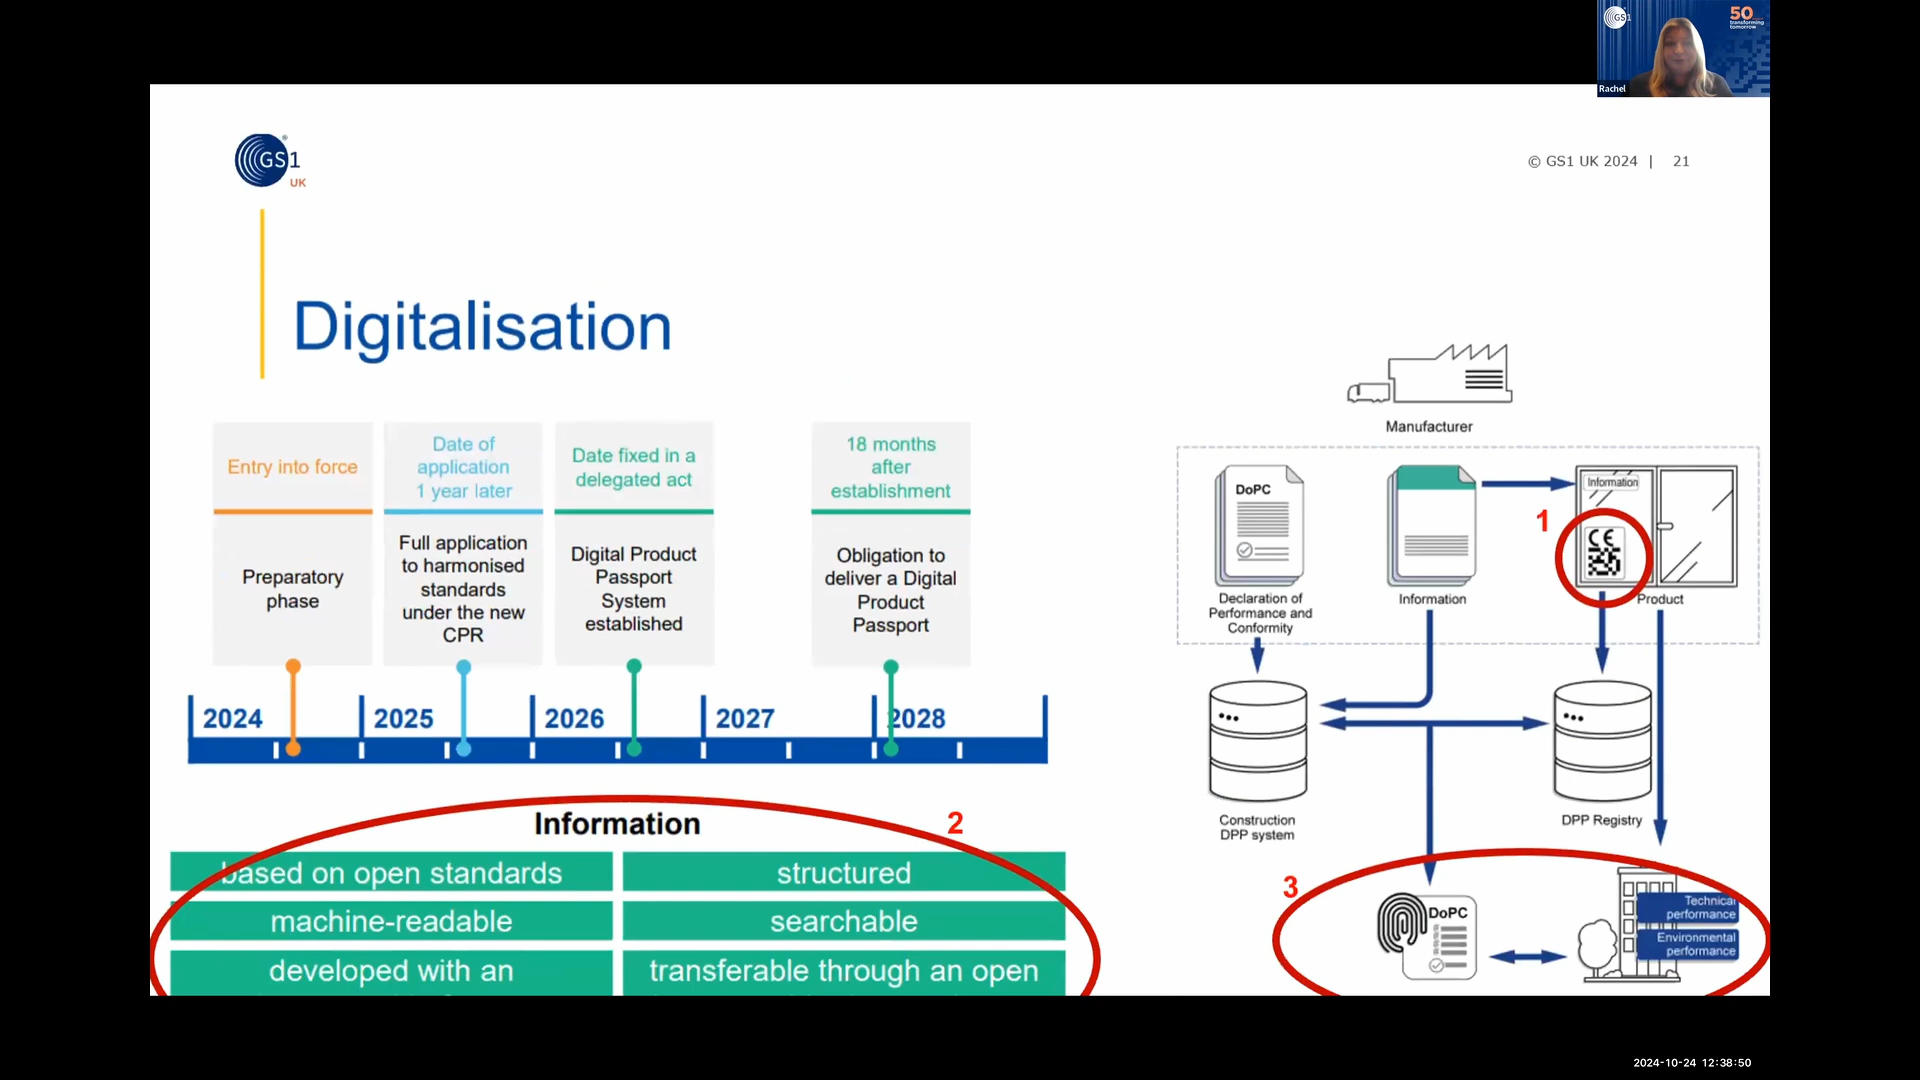 GS1
50
transforming
tomorrow
Rachel
GS1
UK
© GS1 UK 2024 | 21
Digitalisation
Entry into force
Preparatory
phase
Date of
application
1 year later
Full application
to harmonised
standards
under the new
CPR
Date fixed in a
delegated act
Digital Product
Passport
System
established
18 months
after
establishment
Obligation to
deliver a Digital
Product
Passport
2024
2025
2026
2027
2028
Information
2
based on open standards
structured
machine-readable
searchable
developed with an
transferable through an open
Manufacturer
DoPC
Declaration of
Performance and
Conformity
Information
Information
1
CE
Product
Construction
DPP system
DPP Registry
3
DoPC
Technical
performance
Environmental
performance
2024-10-24 12:38:50